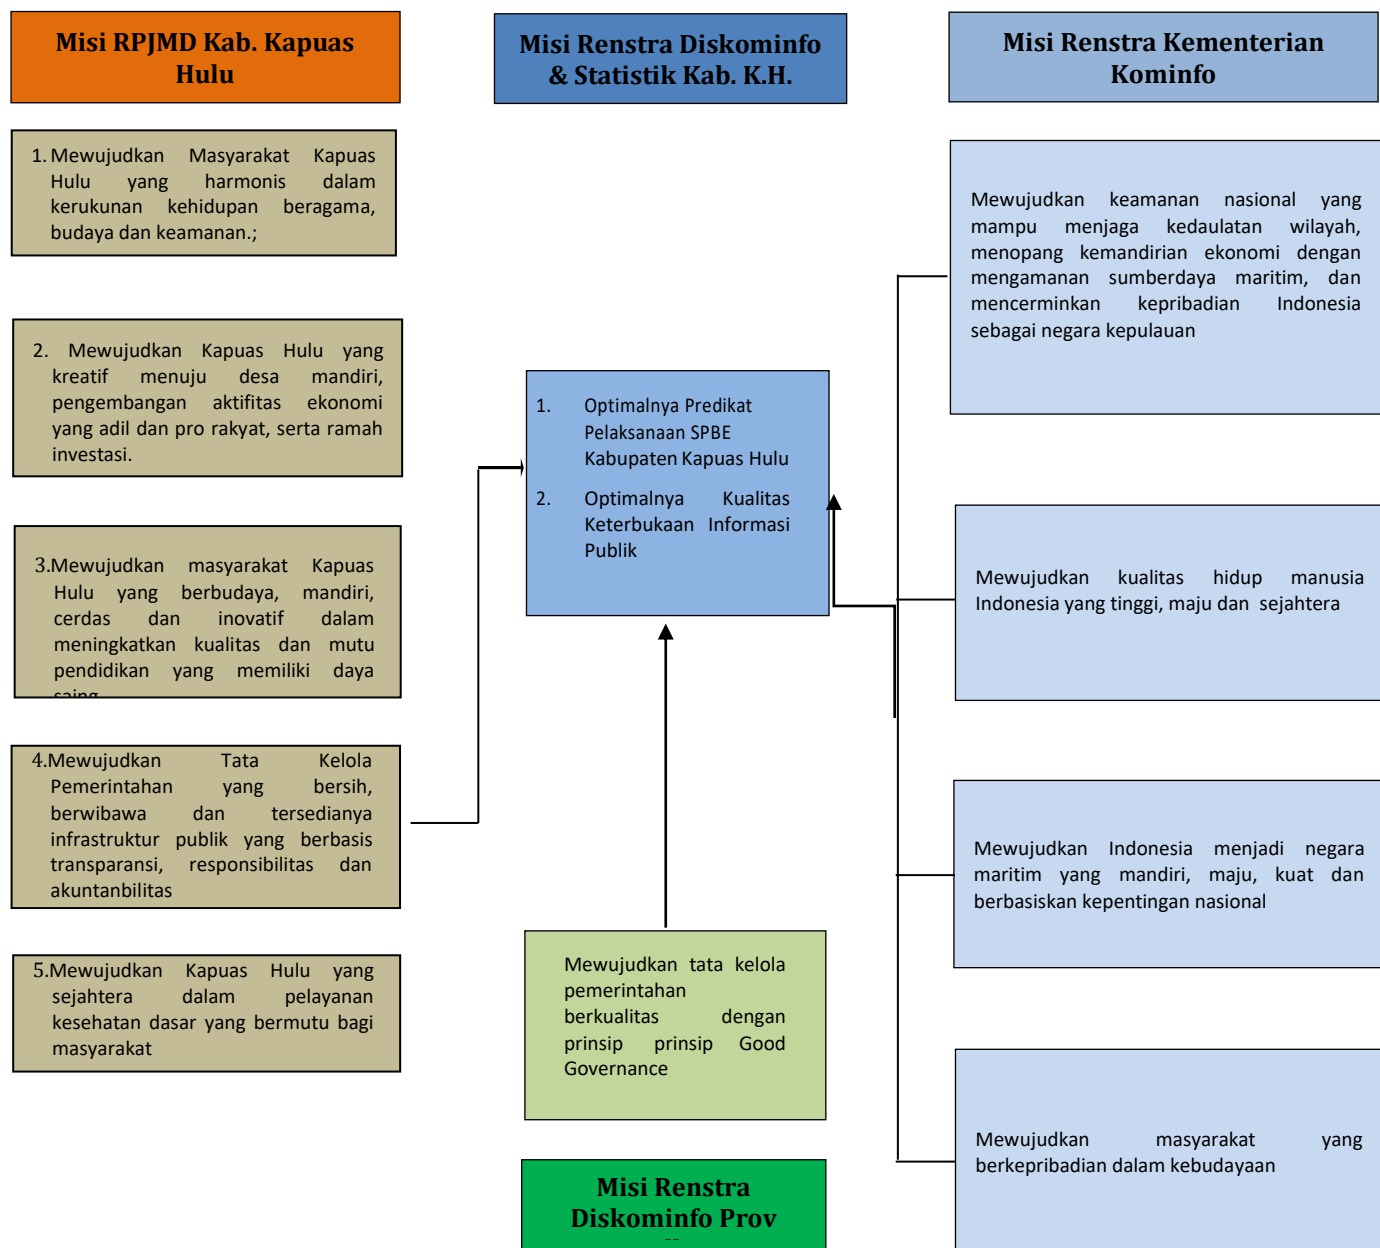 Misi RPJMD Kab. Kapuas
Hulu
1. Mewujudkan Masyarakat Kapuas
Hulu yang harmonis dalam
kerukunan kehidupan beragama,
budaya dan keamanan.;
2. Mewujudkan Kapuas Hulu yang
kreatif menuju desa mandiri,
pengembangan aktifitas ekonomi
yang adil dan pro rakyat, serta ramah
investasi.
3.Mewujudkan masyarakat Kapuas
Hulu yang berbudaya, mandiri,
cerdas dan inovatif dalam
meningkatkan kualitas dan mutu
pendidikan yang memiliki daya
saing
4.Mewujudkan Tata Kelola
Pemerintahan yang bersih,
berwibawa dan tersedianya
infrastruktur publik yang berbasis
transparansi, responsibilitas dan
akuntanbilitas
5.Mewujudkan Kapuas Hulu yang
sejahtera dalam pelayanan
kesehatan dasar yang bermutu bagi
masyarakat
Misi Renstra Diskominfo
& Statistik Kab. K.H.
1. Optimalnya Predikat
Pelaksanaan SPBE
Kabupaten Kapuas Hulu
2. Optimalnya Kualitas
Keterbukaan Informasi
Publik
Mewujudkan tata kelola
pemerintahan
berkualitas dengan
prinsip prinsip Good
Governance
Misi Renstra
Diskominfo Prov
Misi Renstra Kementerian
Kominfo
Mewujudkan keamanan nasional yang
mampu menjaga kedaulatan wilayah,
menopang kemandirian ekonomi dengan
mengamanan sumberdaya maritim, dan
mencerminkan kepribadian Indonesia
sebagai negara kepulauan
Mewujudkan kualitas hidup manusia
Indonesia yang tinggi, maju dan sejahtera
Mewujudkan Indonesia menjadi negara
maritim yang mandiri, maju, kuat dan
berbasiskan kepentingan nasional
Mewujudkan masyarakat yang
berkepribadian dalam kebudayaan